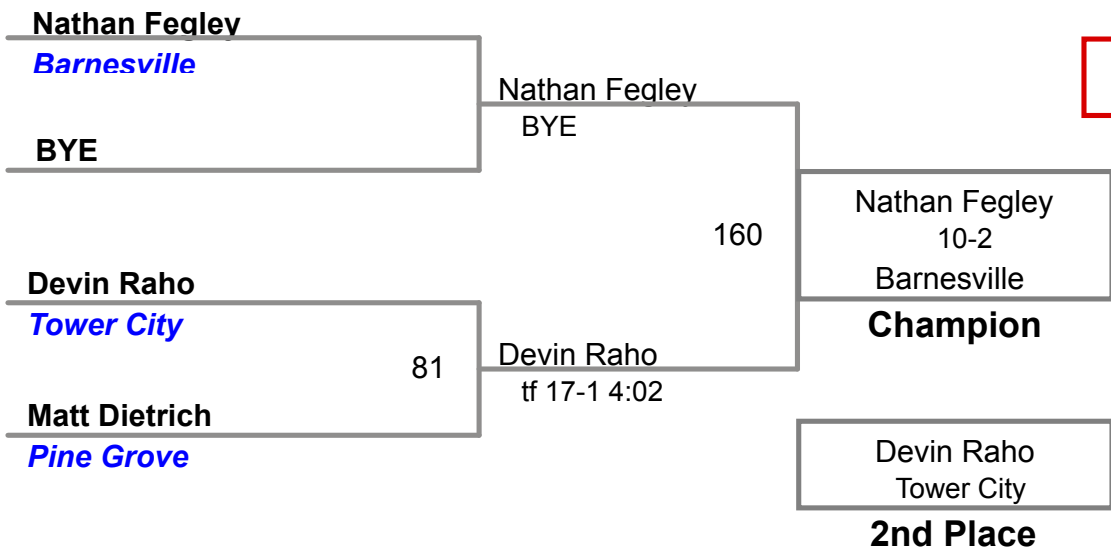 Nathan Fegley
Barnesville
Nathan Fegley
BYE
BYE
160
Nathan Fegley
10-2
Barnesville
Champion
Devin Raho
Tower City
81
Devin Raho
tf 17-1 4:02
Matt Dietrich
Pine Grove
Devin Raho
Tower City
2nd Place